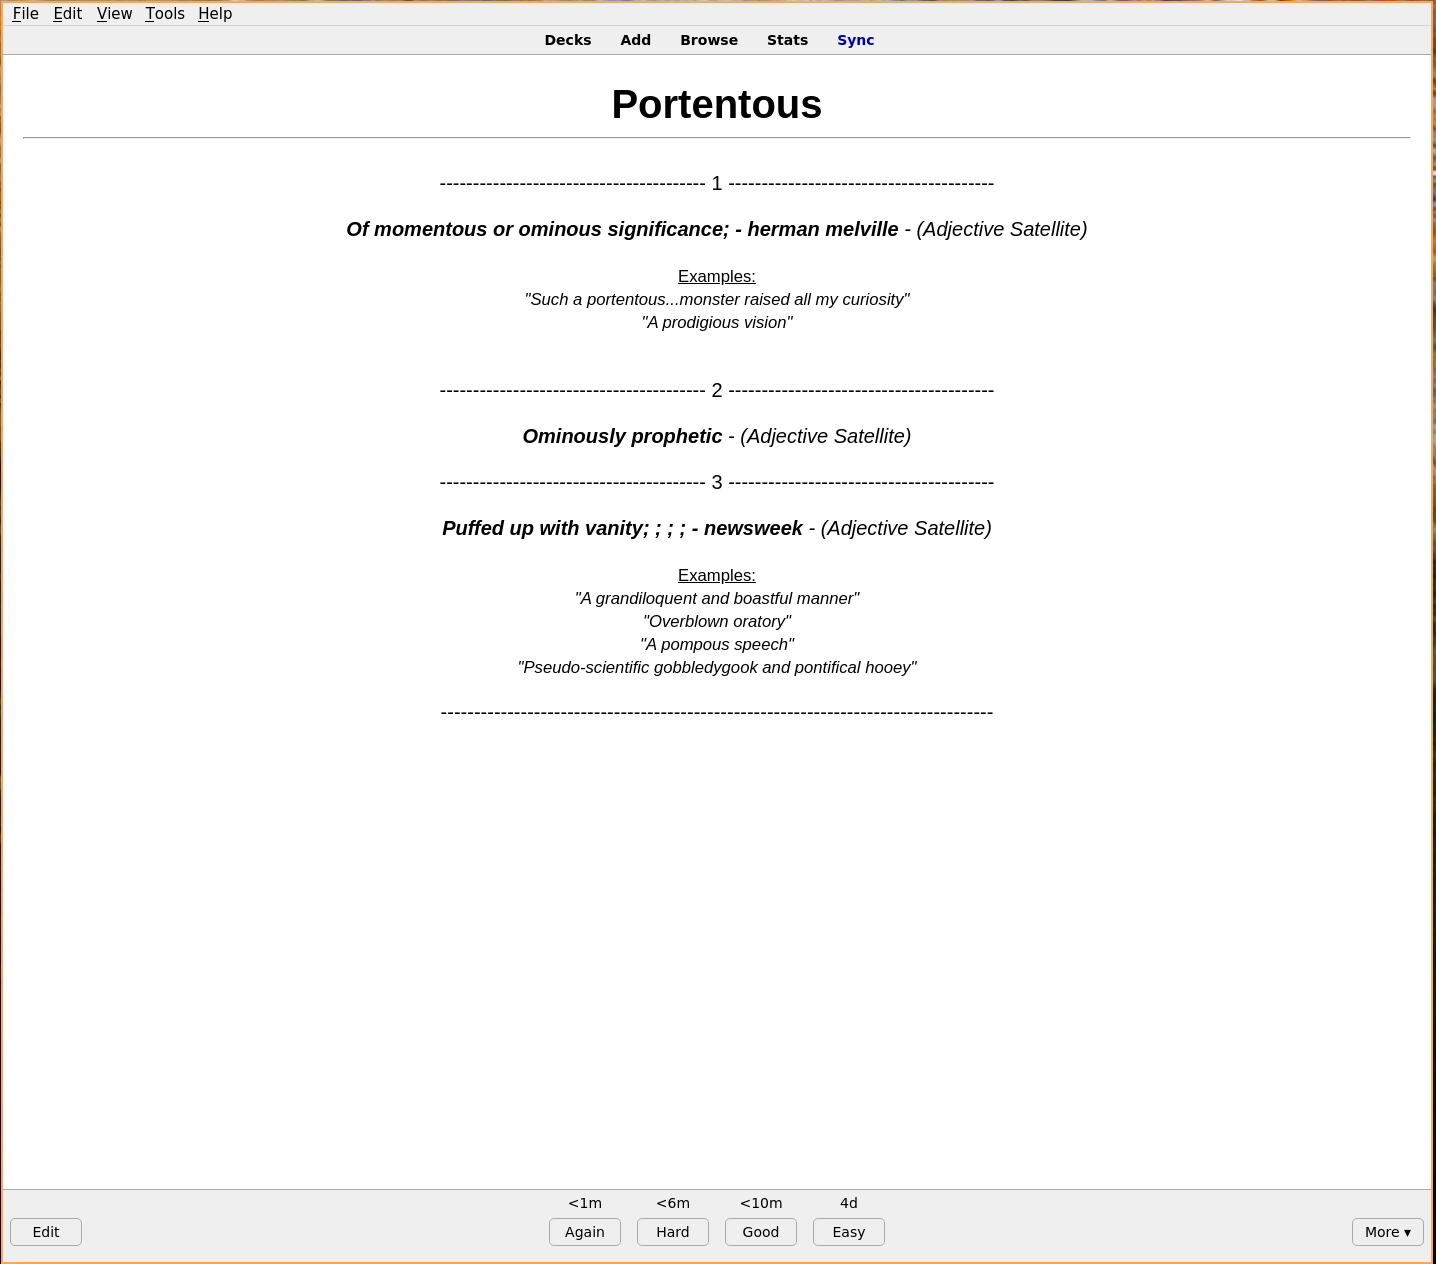 File Edit View Tools Help
Decks Add Browse Stats Sync
Portentous
---------------------------------------- 1 ----------------------------------------
Of momentous or ominous significance; - herman melville - (Adjective Satellite)
Examples:
"Such a portentous...monster raised all my curiosity"
"A prodigious vision"
---------------------------------------- 2 ----------------------------------------
Ominously prophetic - (Adjective Satellite)
---------------------------------------- 3 ----------------------------------------
Puffed up with vanity; ; ; ; - newsweek - (Adjective Satellite)
Examples:
"A grandiloquent and boastful manner"
"Overblown oratory"
"A pompous speech"
"Pseudo-scientific gobbledygook and pontifical hooey"
-----------------------------------------------------------------------------------
<1m <6m <10m 4d
Edit Again Hard Good Easy More ▾